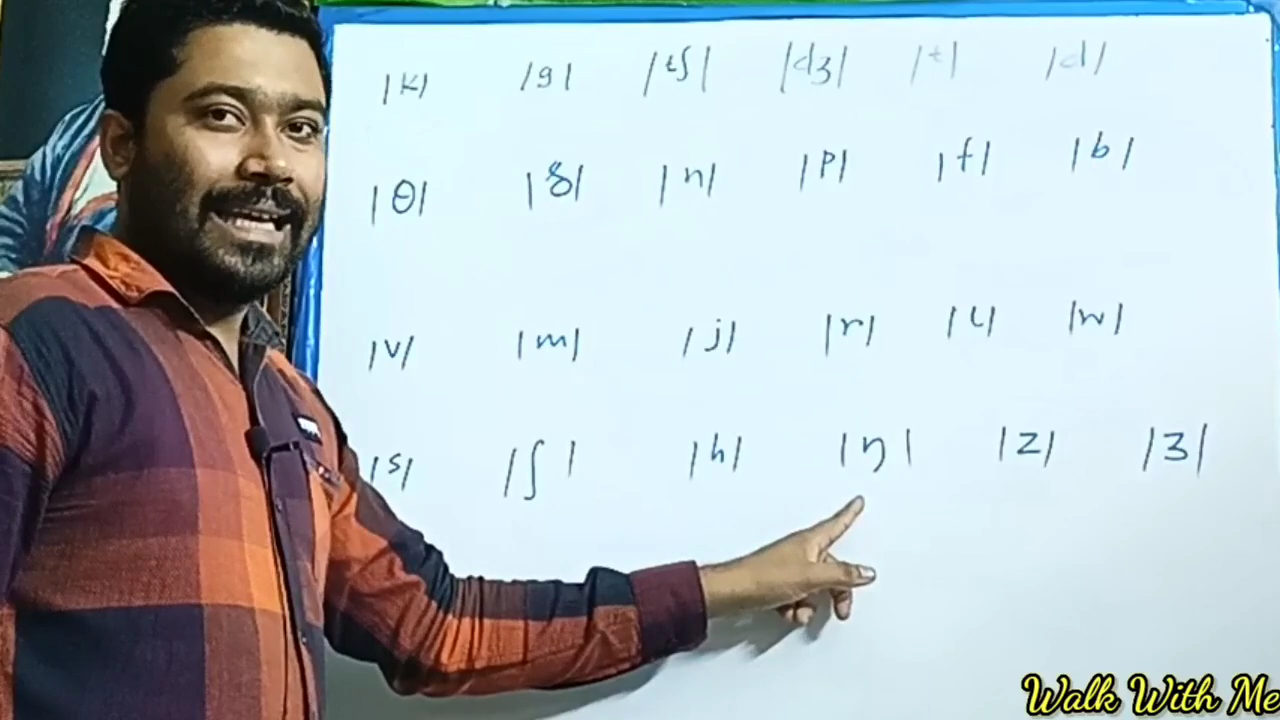 /k/ /g/ /tʃ/ /dʒ/ /t/ /d/
/θ/ /ð/ /n/ /p/ /f/ /b/
/v/ /m/ /j/ /r/ /l/ /w/
/s/ /ʃ/ /h/ /ŋ/ /z/ /ʒ/
Walk With Me